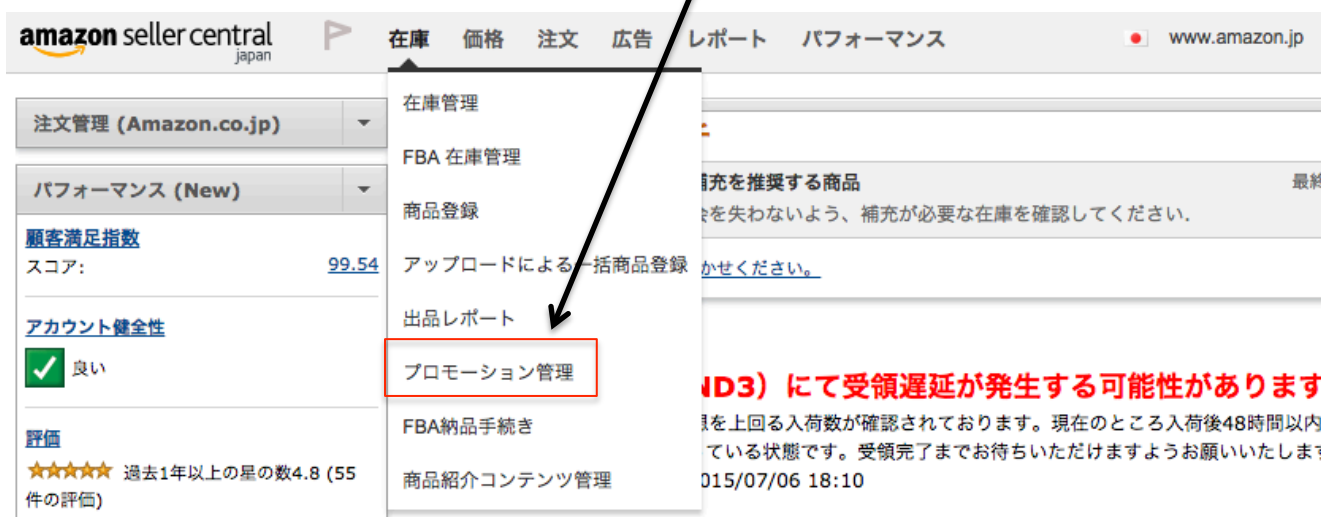 amazon seller central
japan
在庫 価格 注文 広告 レポート パフォーマンス
www.amazon.jp
注文管理 (Amazon.co.jp)
パフォーマンス (New)
顧客満足指数
スコア: 99.54
アカウント健全性
良い
評価
過去1年以上の星の数4.8 (55
件の評価)
在庫管理
FBA 在庫管理
商品登録
アップロードによる一括商品登録
出品レポート
プロモーション管理
FBA納品手続き
商品紹介コンテンツ管理
充を推奨する商品
最終
を失わないよう、補充が必要な在庫を確認してください.
かせください。
ND3）にて受領遅延が発生する可能性があります
を上回る入荷数が確認されております。現在のところ入荷後48時間以内
ている状態です。受領完了までお待ちいただけますようお願いいたします
015/07/06 18:10